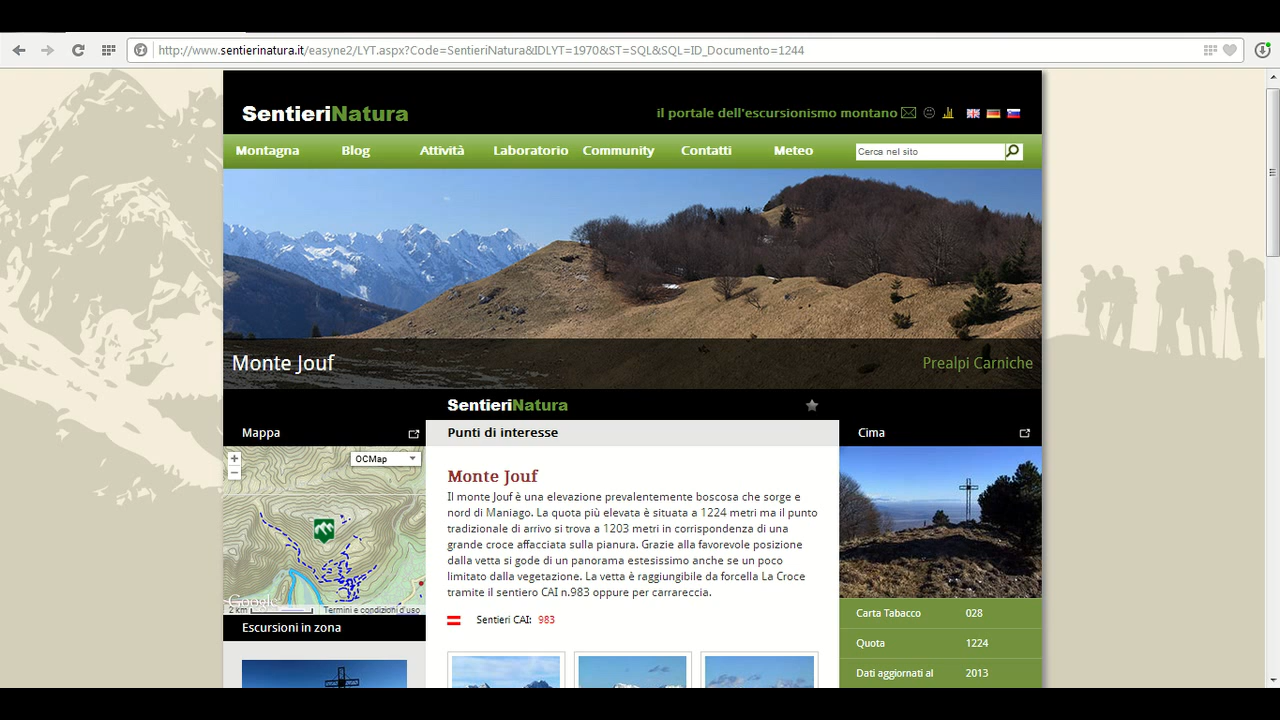 http://www.sentierinatura.it/easyne2/LYT.aspx?Code=SentieriNatura&IDLYT=1970&ST=SQL&SQL=ID_Documento=1244
SentieriNatura
il portale dell'escursionismo montano
Montagna Blog Attività Laboratorio Community Contatti Meteo
Cerca nel sito
Monte Jouf
Prealpi Carniche
SentieriNatura
Mappa
Punti di interesse
Cima
OCMap
Monte Jouf
Il monte Jouf è una elevazione prevalentemente boscosa che sorge e
nord di Maniago. La quota più elevata è situata a 1224 metri ma il punto
tradizionale di arrivo si trova a 1203 metri in corrispondenza di una
grande croce affacciata sulla pianura. Grazie alla favorevole posizione
dalla vetta si gode di un panorama estesissimo anche se un poco
limitato dalla vegetazione. La vetta è raggiungibile da forcella La Croce
tramite il sentiero CAI n.983 oppure per carrareccia.
Google
2 km
Termini e condizioni d'uso
Escursioni in zona
Sentieri CAI: 983
Carta Tabacco 028
Quota 1224
Dati aggiornati al 2013